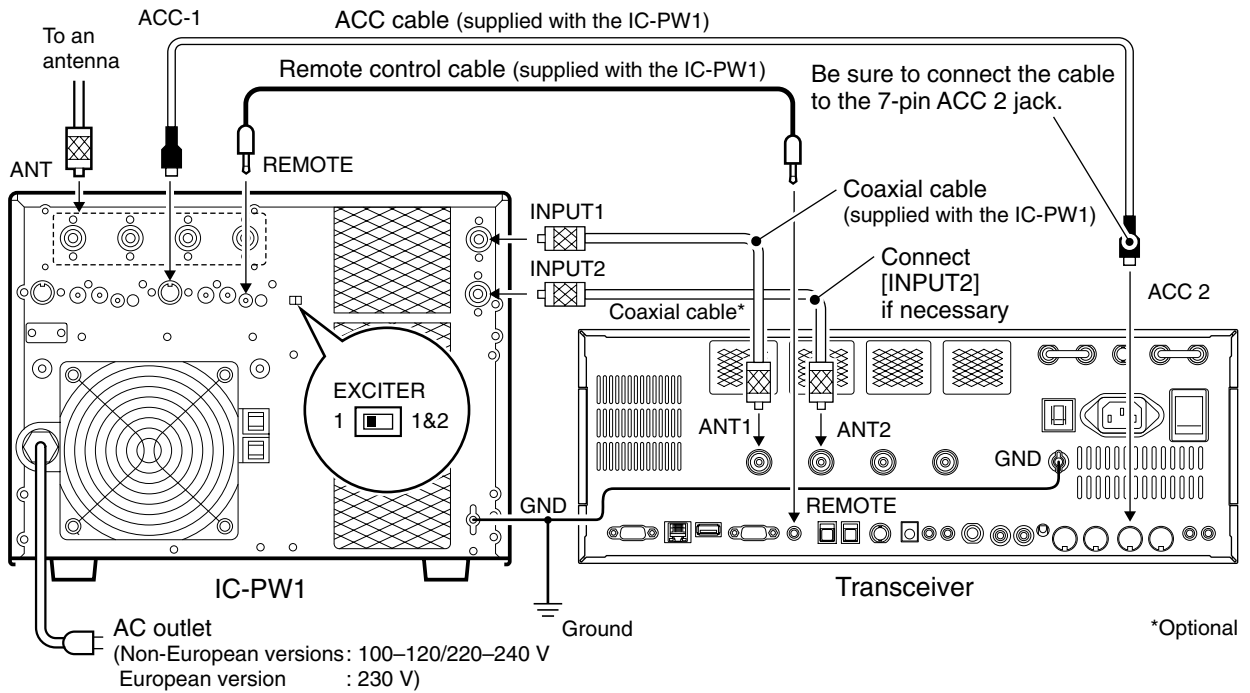 ACC-1
ACC cable (supplied with the IC-PW1)
To an
antenna
Remote control cable (supplied with the IC-PW1)
Be sure to connect the cable
to the 7-pin ACC 2 jack.
ANT
REMOTE
INPUT1
Coaxial cable
(supplied with the IC-PW1)
INPUT2
Connect
[INPUT2]
if necessary
ACC 2
Coaxial cable*
EXCITER
1 1&2
ANT1
ANT2
GND
GND
REMOTE
IC-PW1
Transceiver
Ground
*Optional
AC outlet
(Non-European versions: 100–120/220–240 V
European version : 230 V)